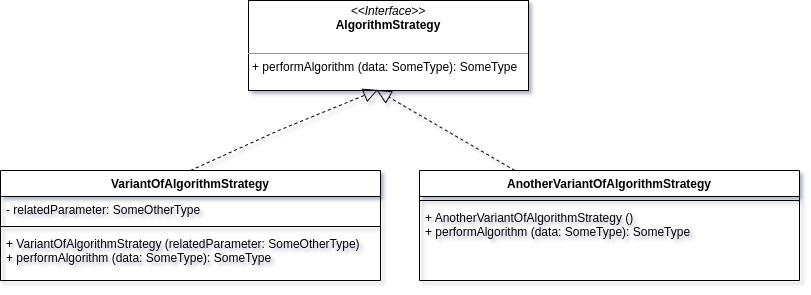 <<Interface>>
AlgorithmStrategy
+ performAlgorithm (data: SomeType): SomeType
VariantOfAlgorithmStrategy
- relatedParameter: SomeOtherType
+ VariantOfAlgorithmStrategy (relatedParameter: SomeOtherType)
+ performAlgorithm (data: SomeType): SomeType
AnotherVariantOfAlgorithmStrategy
+ AnotherVariantOfAlgorithmStrategy ()
+ performAlgorithm (data: SomeType): SomeType